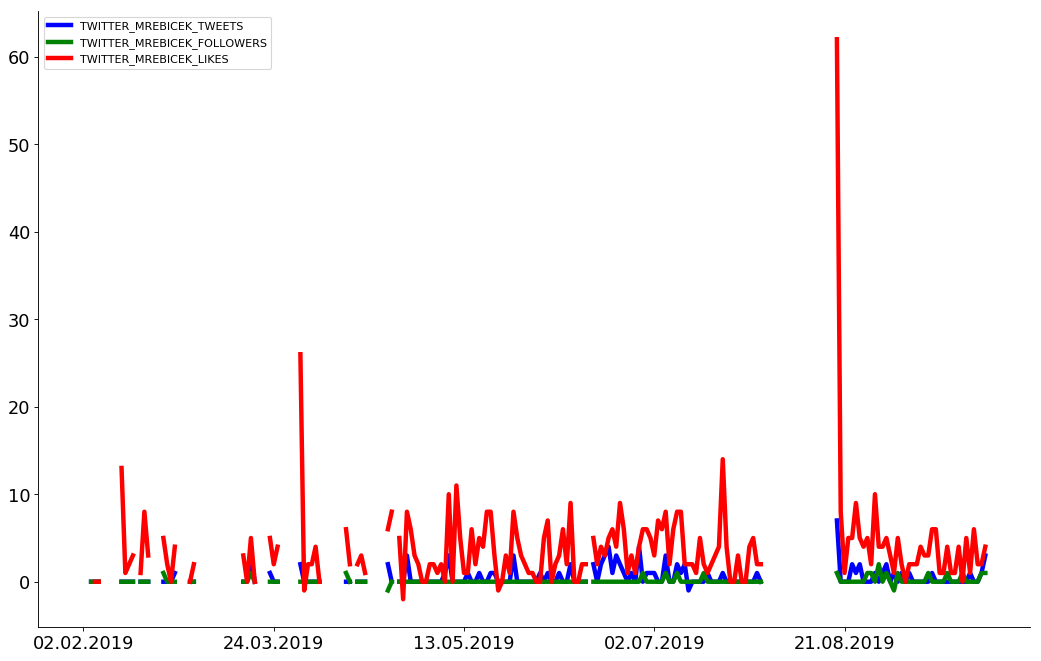 TWITTER_MREBICEK_TWEETS
TWITTER_MREBICEK_FOLLOWERS
TWITTER_MREBICEK_LIKES
60
50
40
30
20
10
0
02.02.2019 24.03.2019 13.05.2019 02.07.2019 21.08.2019